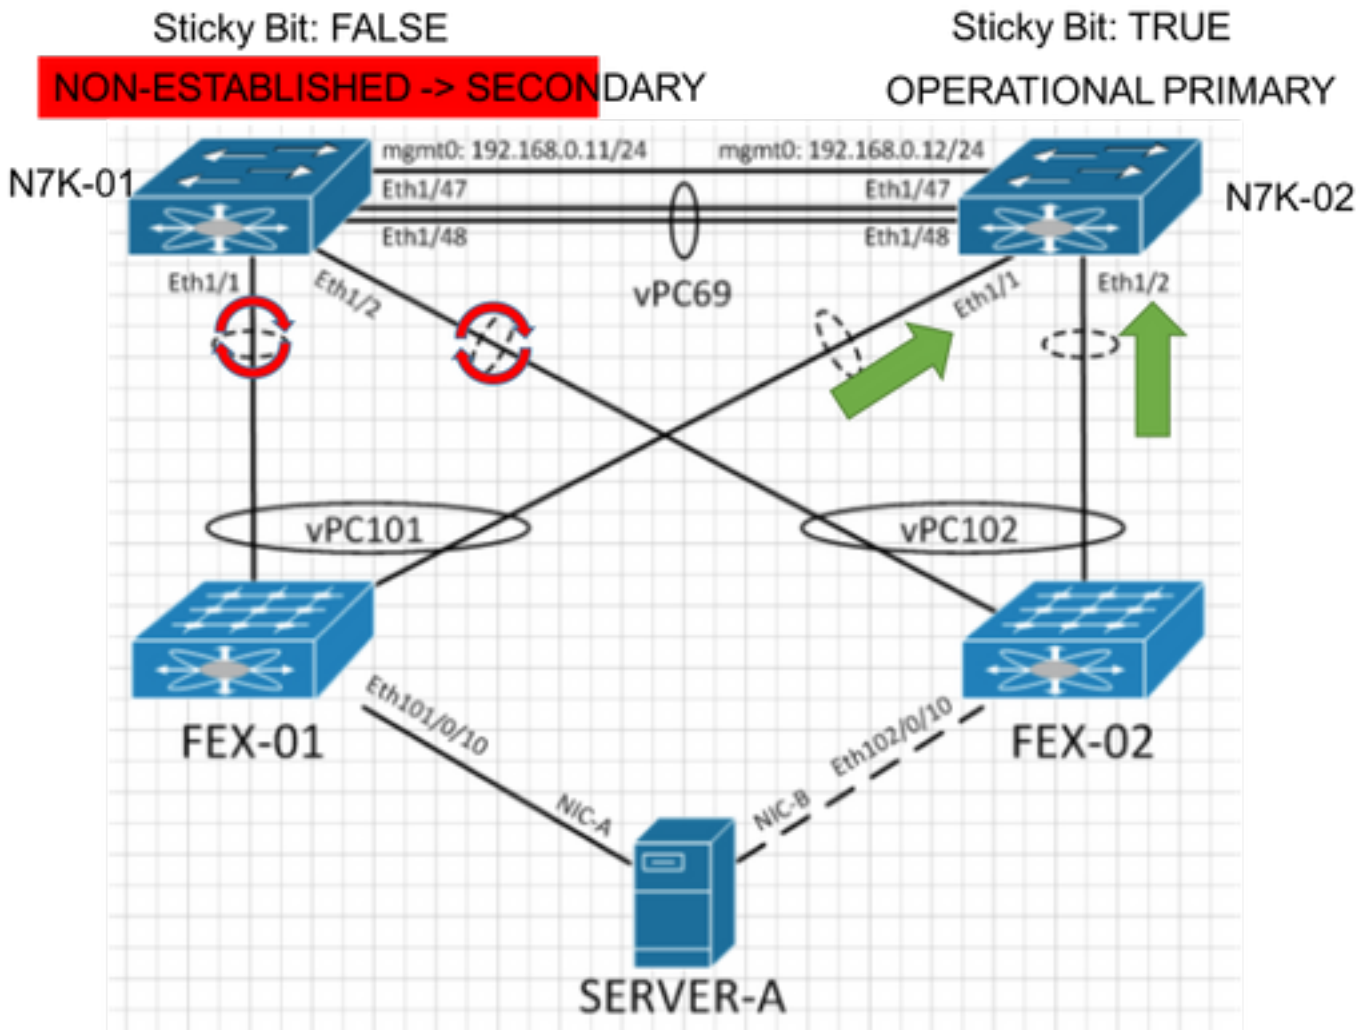 Sticky Bit: FALSE
Sticky Bit: TRUE
NON-ESTABLISHED -> SECONDARY
OPERATIONAL PRIMARY
mgmt0: 192.168.0.11/24
mgmt0: 192.168.0.12/24
N7K-01
Eth1/47
Eth1/47
N7K-02
Eth1/48
Eth1/48
Eth1/1
Eth1/2
vPC69
Eth1/1
Eth1/2
vPC101
vPC102
Eth101/0/10
Eth102/0/10
FEX-01
FEX-02
NIC-A
NIC-B
SERVER-A